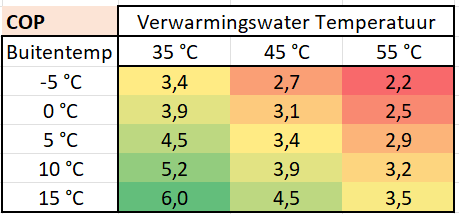 COP Verwarmingswater Temperatuur
Buitentemp 35 °C 45 °C 55 °C
-5 °C 3,4 2,7 2,2
0 °C 3,9 3,1 2,5
5 °C 4,5 3,4 2,9
10 °C 5,2 3,9 3,2
15 °C 6,0 4,5 3,5